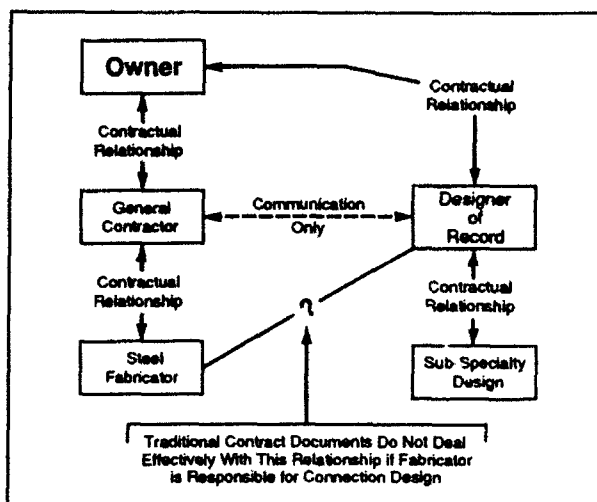 Owner
Contractual
Relationship
Contractual
Relationship
General
Contractor
Communication
Only
Designer
of
Record
Contractual
Relationship
Contractual
Relationship
?
Steel
Fabricator
Sub-Specialty
Design
Traditional Contract Documents Do Not Deal
Effectively With This Relationship if Fabricator
is Responsible for Connection Design